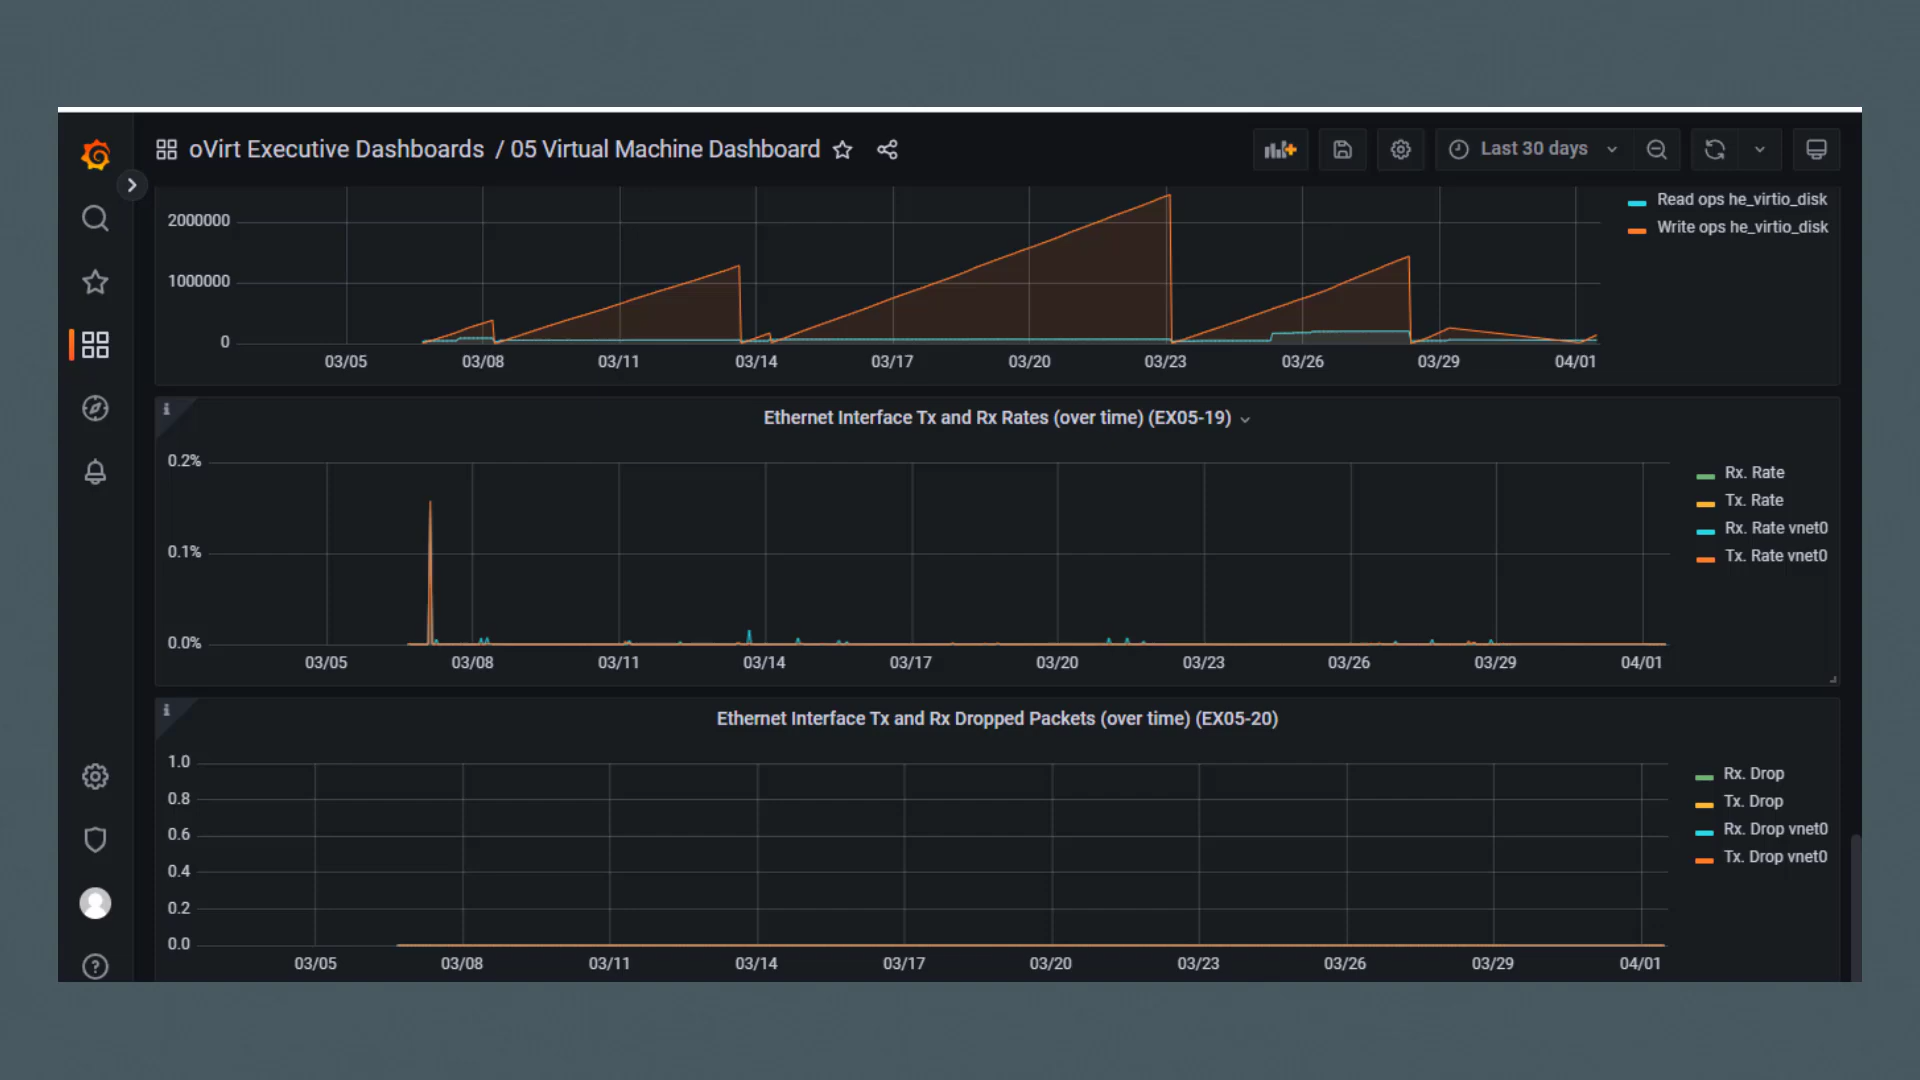 oVirt Executive Dashboards / 05 Virtual Machine Dashboard
Last 30 days
2000000
1000000
0
03/05 03/08 03/11 03/14 03/17 03/20 03/23 03/26 03/29 04/01
Read ops he_virtio_disk
Write ops he_virtio_disk
Ethernet Interface Tx and Rx Rates (over time) (EX05-19)
0.2%
0.1%
0.0%
03/05 03/08 03/11 03/14 03/17 03/20 03/23 03/26 03/29 04/01
Rx. Rate
Tx. Rate
Rx. Rate vnet0
Tx. Rate vnet0
Ethernet Interface Tx and Rx Dropped Packets (over time) (EX05-20)
1.0
0.8
0.6
0.4
0.2
0.0
03/05 03/08 03/11 03/14 03/17 03/20 03/23 03/26 03/29 04/01
Rx. Drop
Tx. Drop
Rx. Drop vnet0
Tx. Drop vnet0